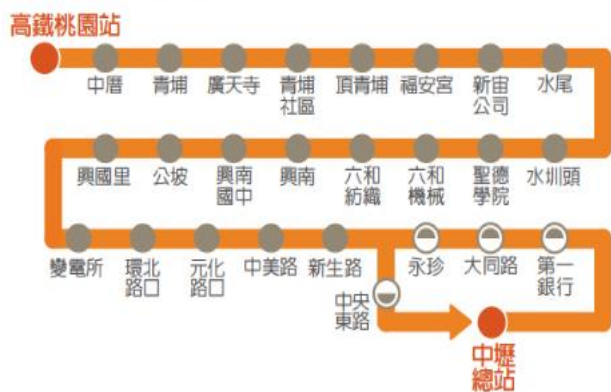 高鐵桃園站
中厝
青埔
廣天寺
青埔
社區
頂青埔
福安宮
新宙
公司
水尾
興國里
公坡
興南
國中
興南
六和
紡織
六和
機械
聖德
學院
水圳頭
變電所
環北
路口
元化
路口
中美路
新生路
中央
東路
永珍
大同路
第一
銀行
中壢
總站